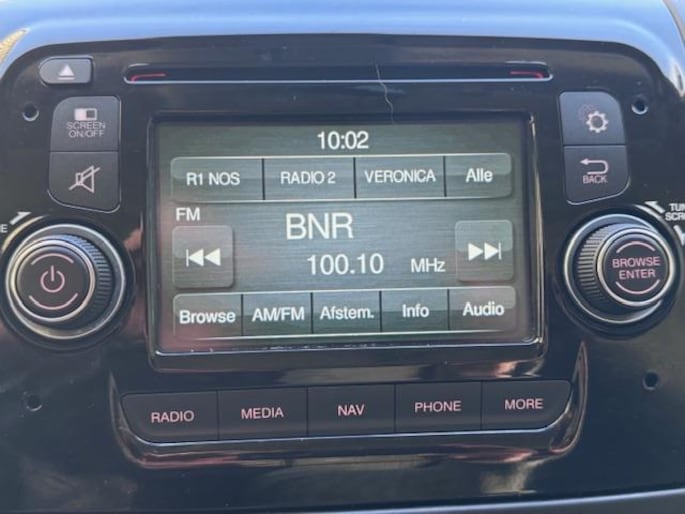 10:02
SCREEN
ON/OFF
R1 NOS RADIO 2 VERONICA Alle
BACK
FM
BNR
100.10 MHz
BROWSE
ENTER
Browse AM/FM Afstem. Info Audio
RADIO MEDIA NAV PHONE MORE